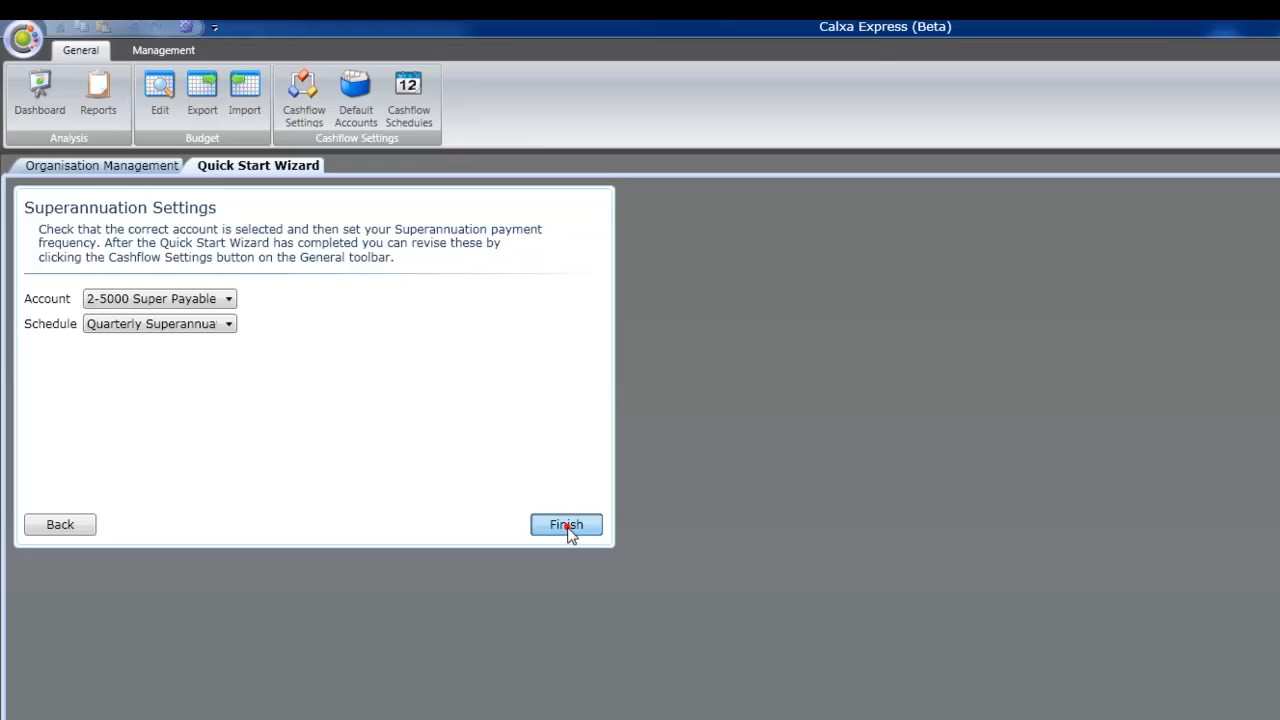 Calxa Express (Beta)
General Management
Dashboard Reports Edit Export Import Cashflow Settings Default Accounts Cashflow Schedules
12
Analysis Budget Cashflow Settings
Organisation Management Quick Start Wizard
Superannuation Settings
Check that the correct account is selected and then set your Superannuation payment
frequency. After the Quick Start Wizard has completed you can revise these by
clicking the Cashflow Settings button on the General toolbar.
Account 2-5000 Super Payable
Schedule Quarterly Superannua
Back Finish